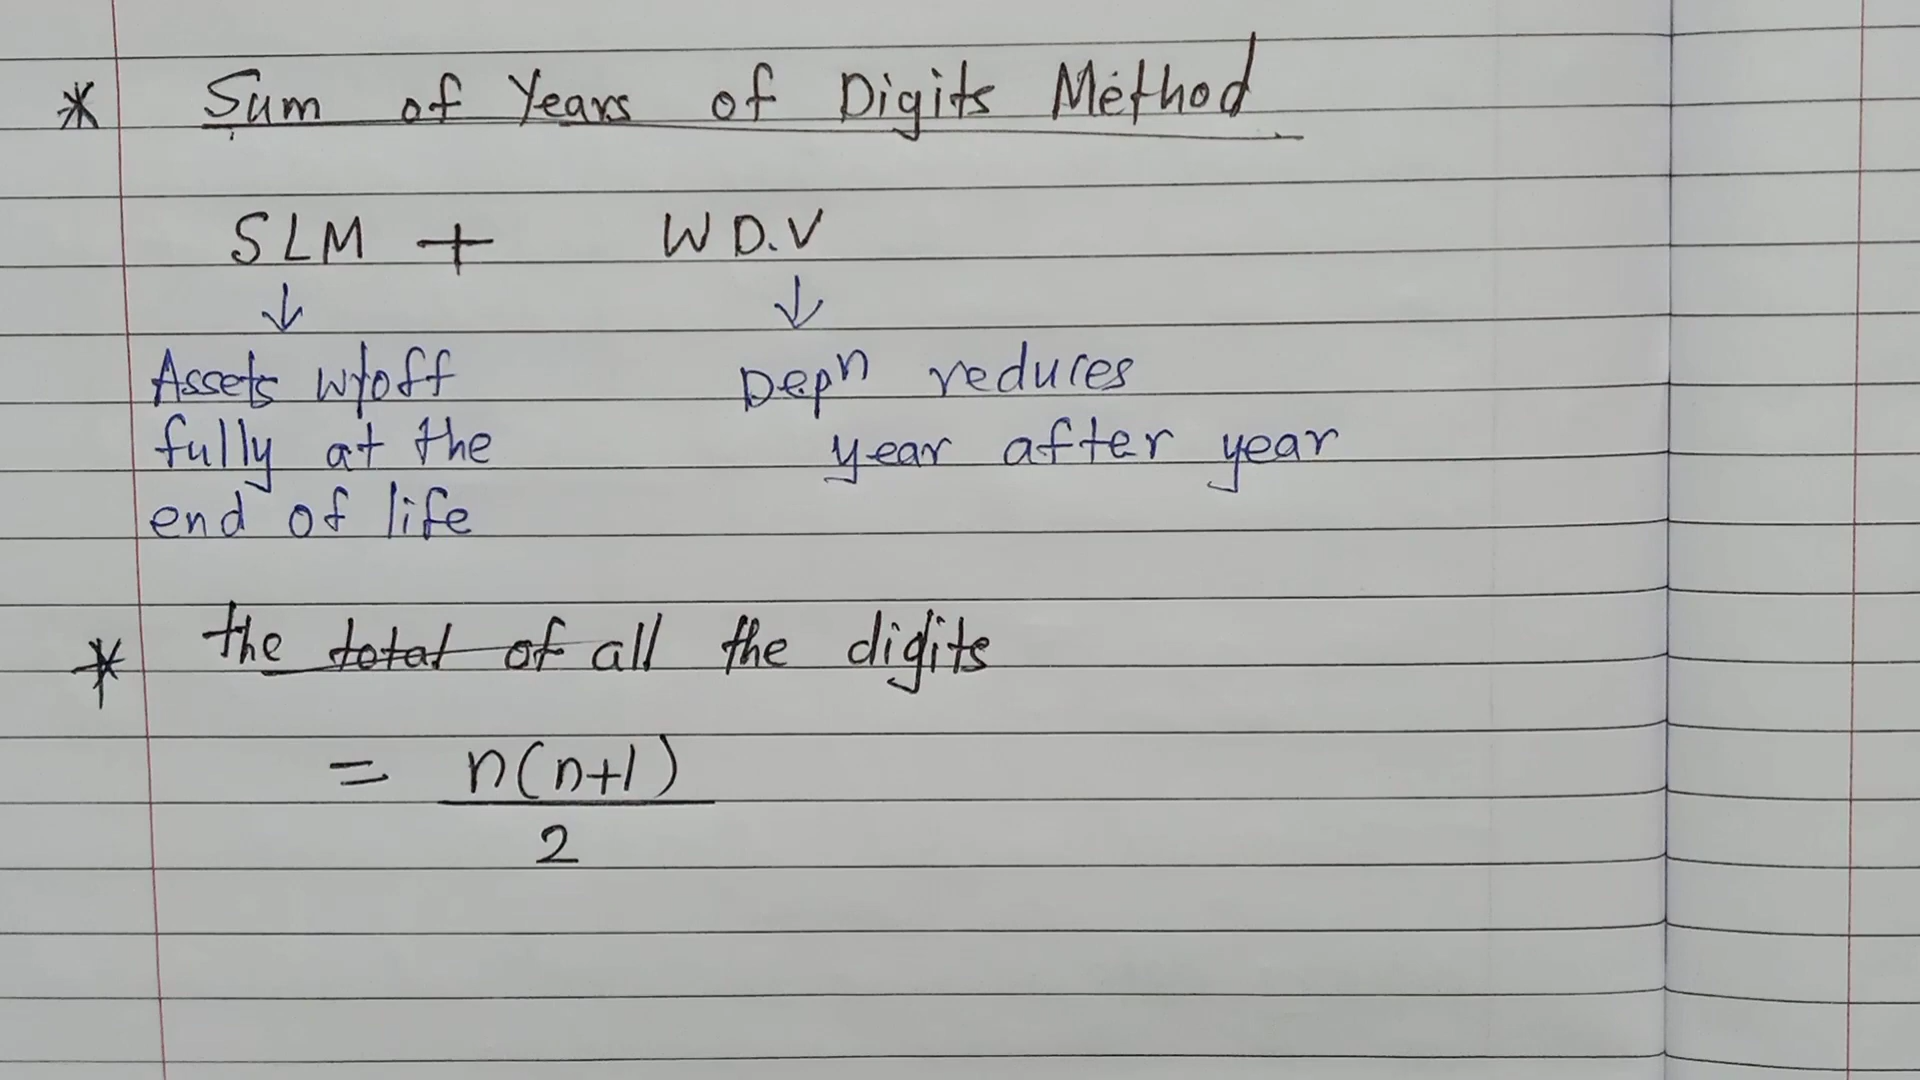 * Sum of Years of Digits Method
SLM + WD.V
↓ ↓
Assets w/off Depⁿ reduces
fully at the year after year
end of life
* the total of all the digits
= n(n+1)
2